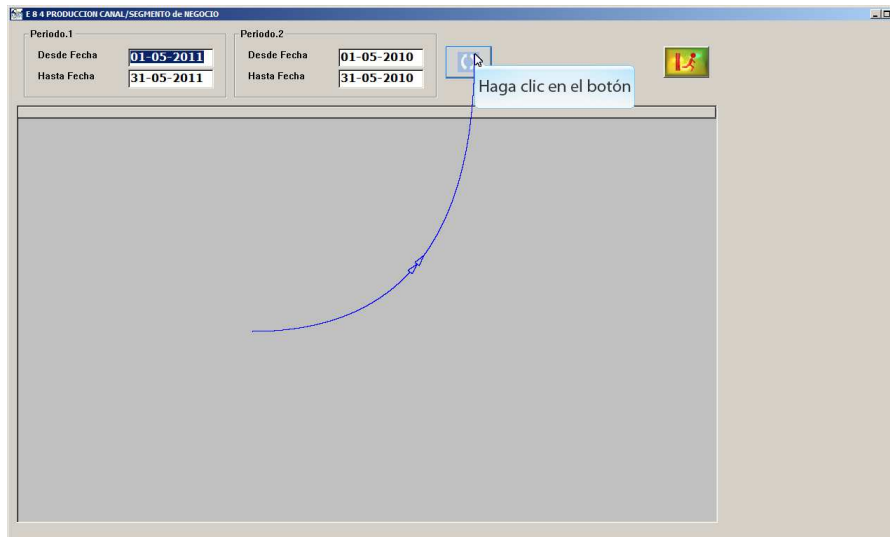 E 8 4 PRODUCCION CANAL/SEGMENTO de NEGOCIO
Periodo.1
Desde Fecha 01-05-2011
Hasta Fecha 31-05-2011
Periodo.2
Desde Fecha 01-05-2010
Hasta Fecha 31-05-2010
Haga clic en el botón